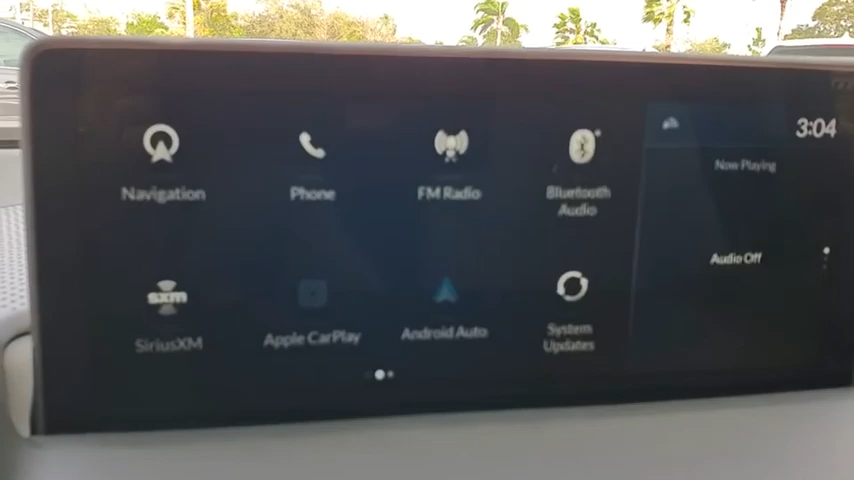 3:04
Now Playing
Navigation
Phone
FM Radio
Bluetooth
Audio
Audio Off
sxm
SiriusXM
Apple CarPlay
Android Auto
System
Updates